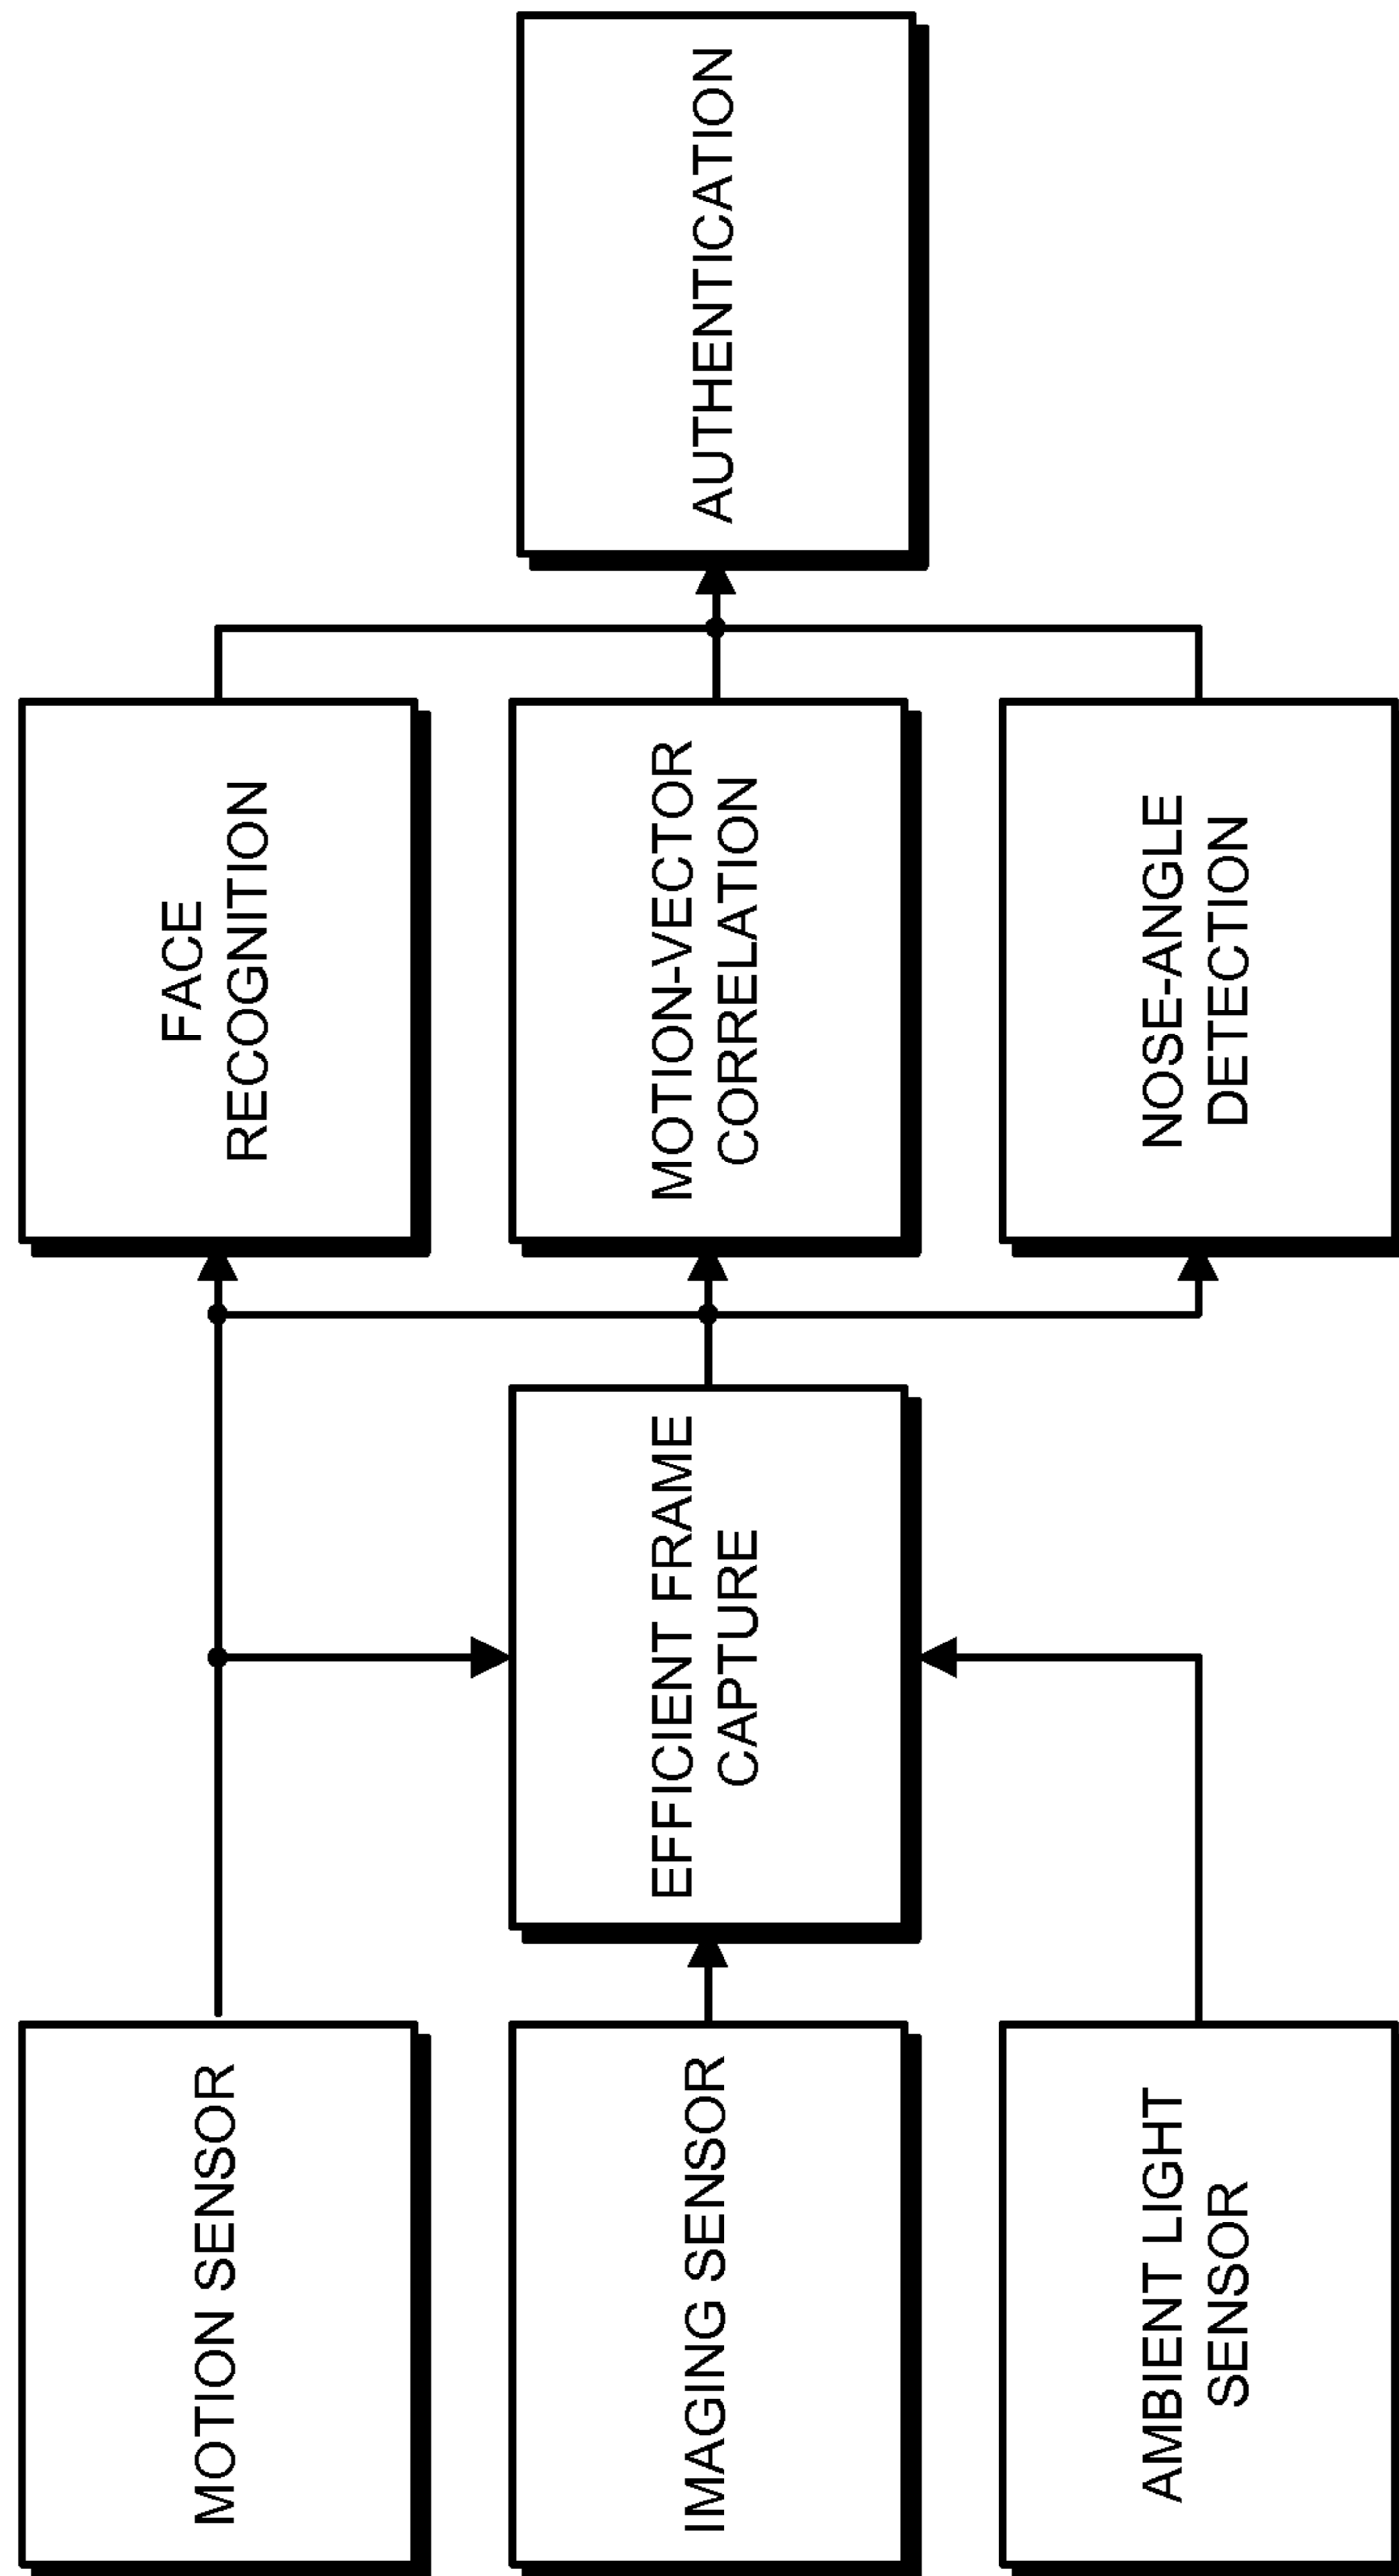 MOTION SENSOR
IMAGING SENSOR
AMBIENT LIGHT
SENSOR
EFFICIENT FRAME
CAPTURE
FACE
RECOGNITION
MOTION-VECTOR
CORRELATION
NOSE-ANGLE
DETECTION
AUTHENTICATION